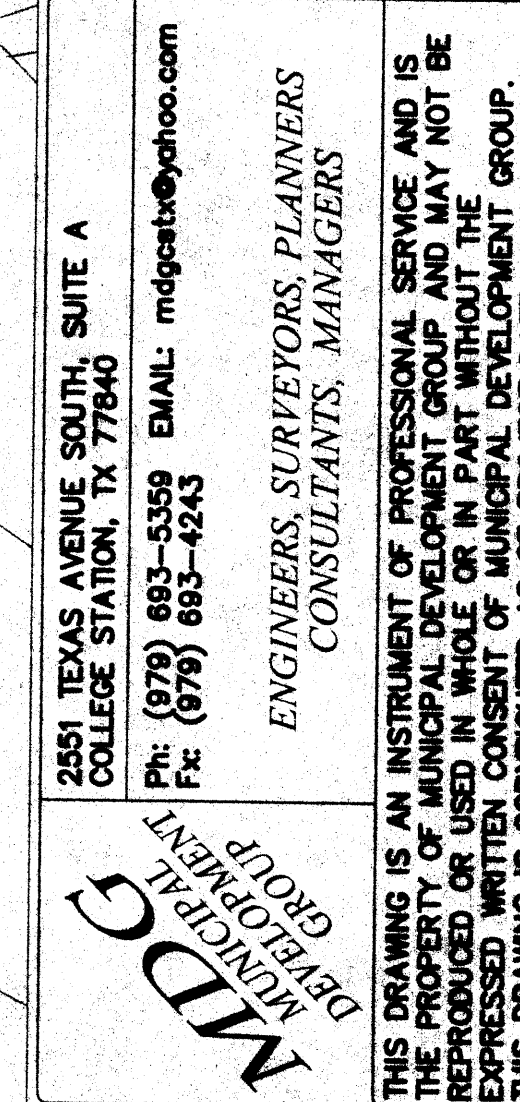 MDG
MUNICIPAL
DEVELOPMENT
GROUP
2551 TEXAS AVENUE SOUTH, SUITE A
COLLEGE STATION, TX 77840
Ph: (979) 693-5359 EMAIL: mdgcstx@yahoo.com
Fx: (979) 693-4243
ENGINEERS, SURVEYORS, PLANNERS
CONSULTANTS, MANAGERS
THIS DRAWING IS AN INSTRUMENT OF PROFESSIONAL SERVICE AND IS
THE PROPERTY OF MUNICIPAL DEVELOPMENT GROUP AND MAY NOT BE
REPRODUCED OR USED IN WHOLE OR IN PART WITHOUT THE
EXPRESSED WRITTEN CONSENT OF MUNICIPAL DEVELOPMENT GROUP.
THIS DRAWING IS